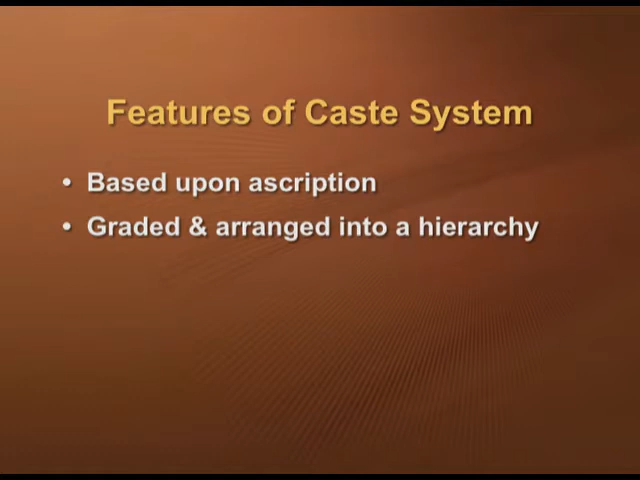 Features of Caste System
• Based upon ascription
• Graded & arranged into a hierarchy